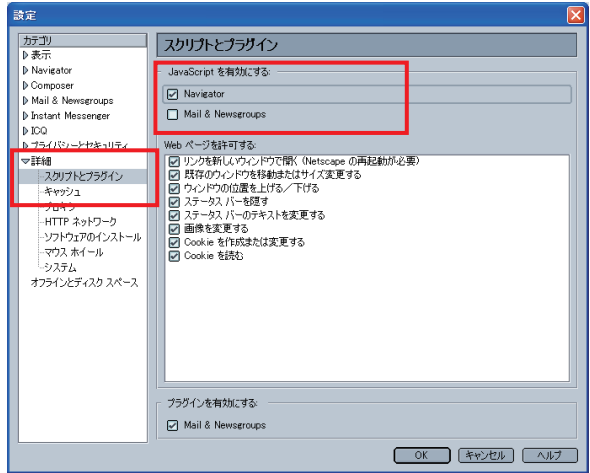 設定
カテゴリ
表示
Navigator
Composer
Mail & Newsgroups
Instant Messenger
ICQ
プライバシーとセキュリティ
詳細
スクリプトとプラグイン
キャッシュ
プロキシ
HTTP ネットワーク
ソフトウェアのインストール
マウス ホイール
システム
オフラインとディスク スペース
スクリプトとプラグイン
JavaScript を有効にする:
Navigator
Mail & Newsgroups
Web ページを許可する:
リンクを新しいウィンドウで開く (Netscape の再起動が必要)
既存のウィンドウを移動またはサイズ変更する
ウィンドウの位置を上げる/下げる
ステータス バーを隠す
ステータス バーのテキストを変更する
画像を変更する
Cookie を作成または変更する
Cookie を読む
プラグインを有効にする:
Mail & Newsgroups
OK
キャンセル
ヘルプ